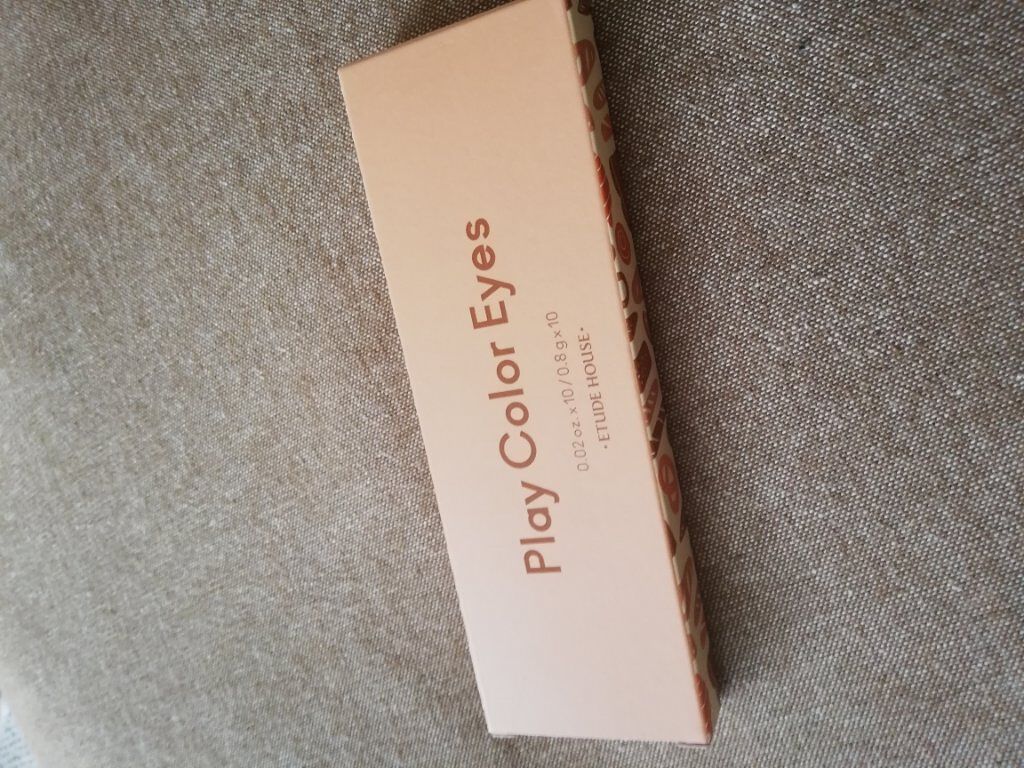 Play Color Eyes
0.02 oz. x 10 / 0.8 g x 10
• ETUDE HOUSE •